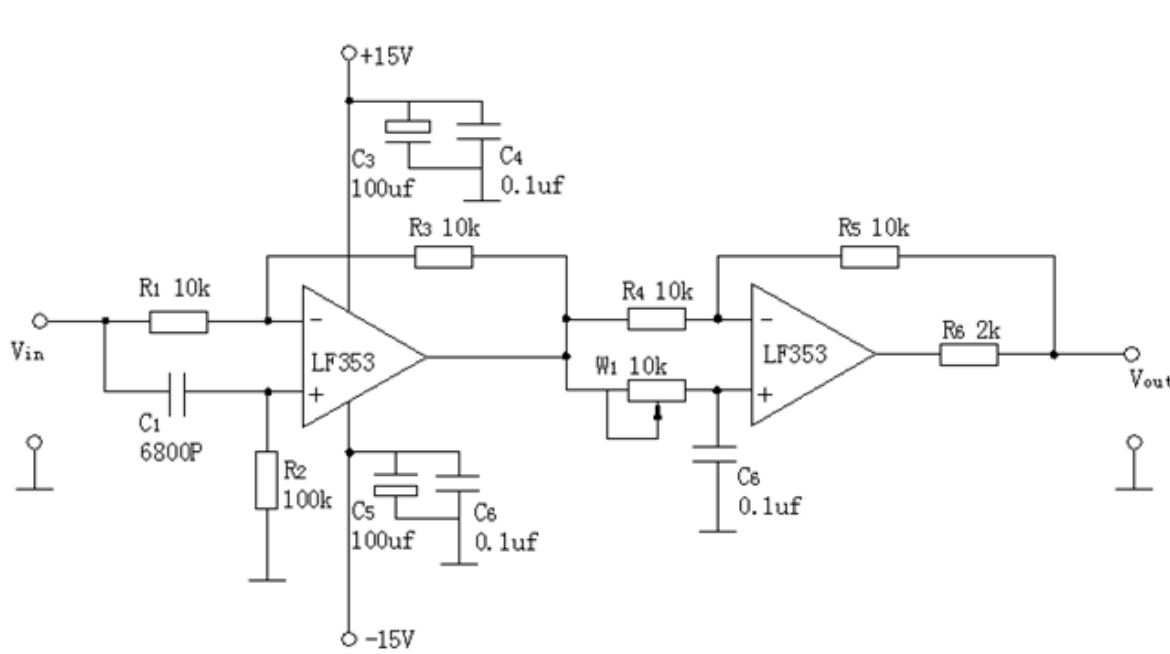 +15V
C3
100uf
C4
0.1uf
R3 10k
R5 10k
R1 10k
R4 10k
Vin
−
LF353
+
W1 10k
−
LF353
+
R6 2k
Vout
C1
6800P
R2
100k
C5
100uf
C6
0.1uf
C6
0.1uf
-15V